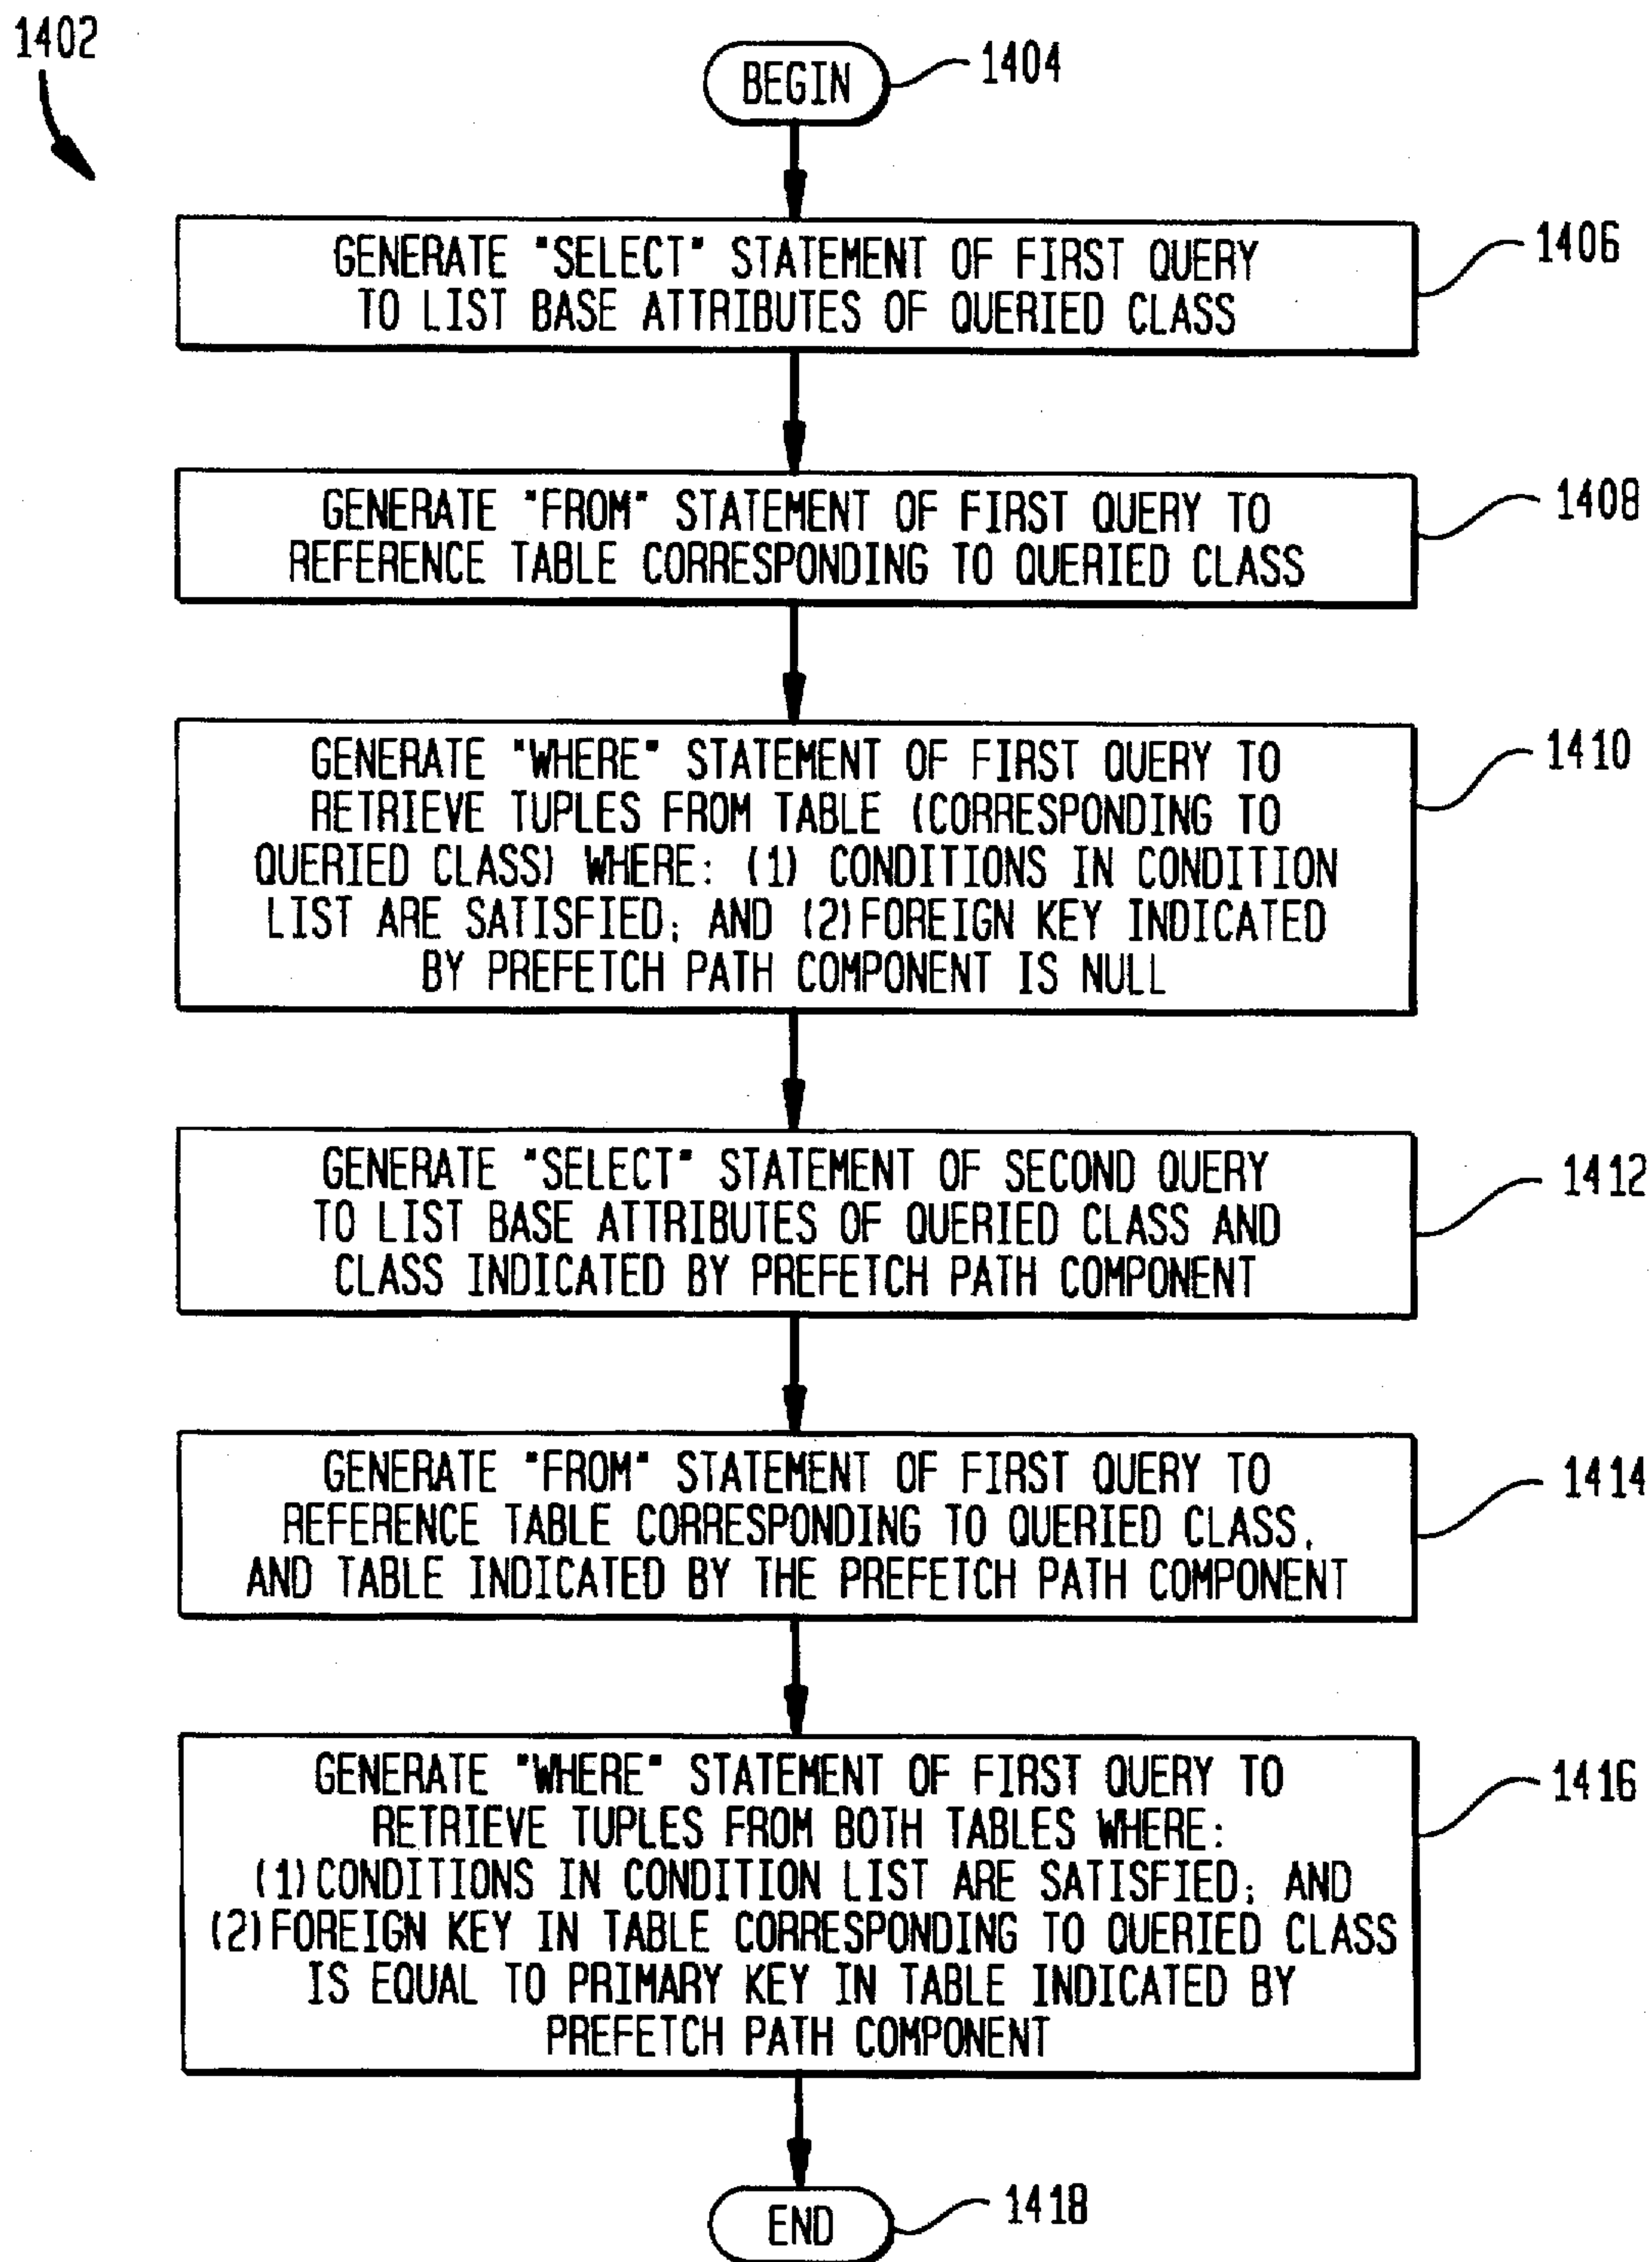 1402
BEGIN
1404
GENERATE "SELECT" STATEMENT OF FIRST QUERY
TO LIST BASE ATTRIBUTES OF QUERIED CLASS
1406
GENERATE "FROM" STATEMENT OF FIRST QUERY TO
REFERENCE TABLE CORRESPONDING TO QUERIED CLASS
1408
GENERATE "WHERE" STATEMENT OF FIRST QUERY TO
RETRIEVE TUPLES FROM TABLE (CORRESPONDING TO
QUERIED CLASS) WHERE: (1) CONDITIONS IN CONDITION
LIST ARE SATISFIED; AND (2) FOREIGN KEY INDICATED
BY PREFETCH PATH COMPONENT IS NULL
1410
GENERATE "SELECT" STATEMENT OF SECOND QUERY
TO LIST BASE ATTRIBUTES OF QUERIED CLASS AND
CLASS INDICATED BY PREFETCH PATH COMPONENT
1412
GENERATE "FROM" STATEMENT OF FIRST QUERY TO
REFERENCE TABLE CORRESPONDING TO QUERIED CLASS,
AND TABLE INDICATED BY THE PREFETCH PATH COMPONENT
1414
GENERATE "WHERE" STATEMENT OF FIRST QUERY TO
RETRIEVE TUPLES FROM BOTH TABLES WHERE:
(1) CONDITIONS IN CONDITION LIST ARE SATISFIED; AND
(2) FOREIGN KEY IN TABLE CORRESPONDING TO QUERIED CLASS
IS EQUAL TO PRIMARY KEY IN TABLE INDICATED BY
PREFETCH PATH COMPONENT
1416
END
1418